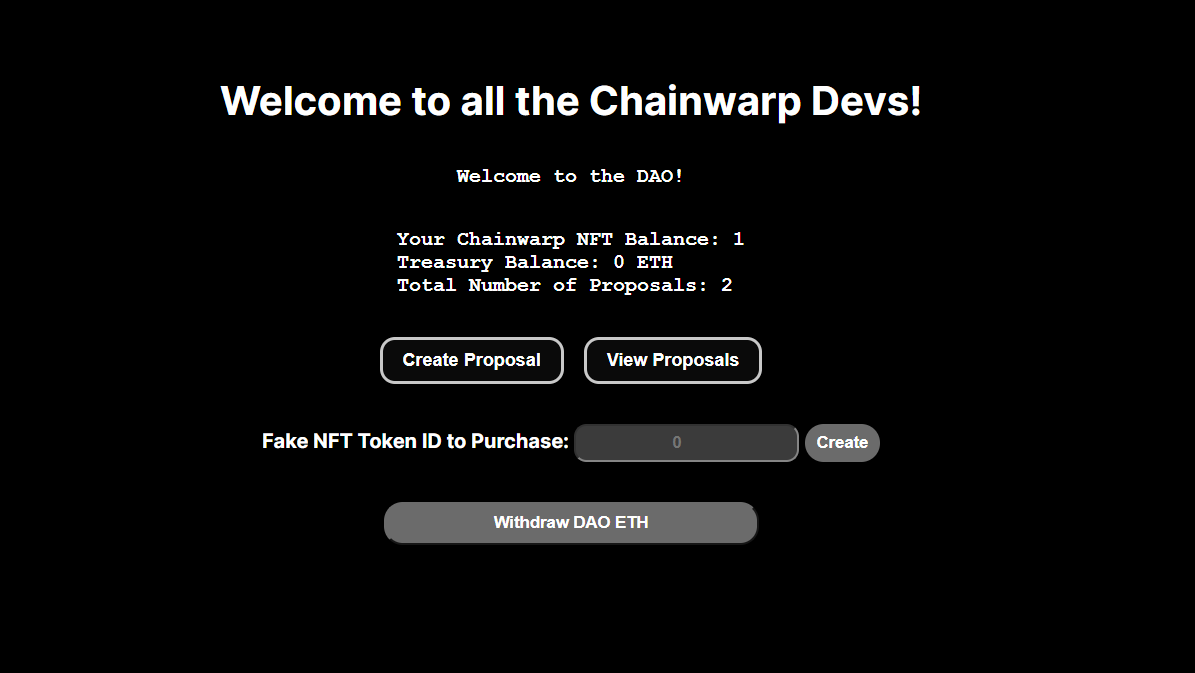 Welcome to all the Chainwarp Devs!
Welcome to the DAO!
Your Chainwarp NFT Balance: 1
Treasury Balance: 0 ETH
Total Number of Proposals: 2
Create Proposal View Proposals
Fake NFT Token ID to Purchase: 0 Create
Withdraw DAO ETH